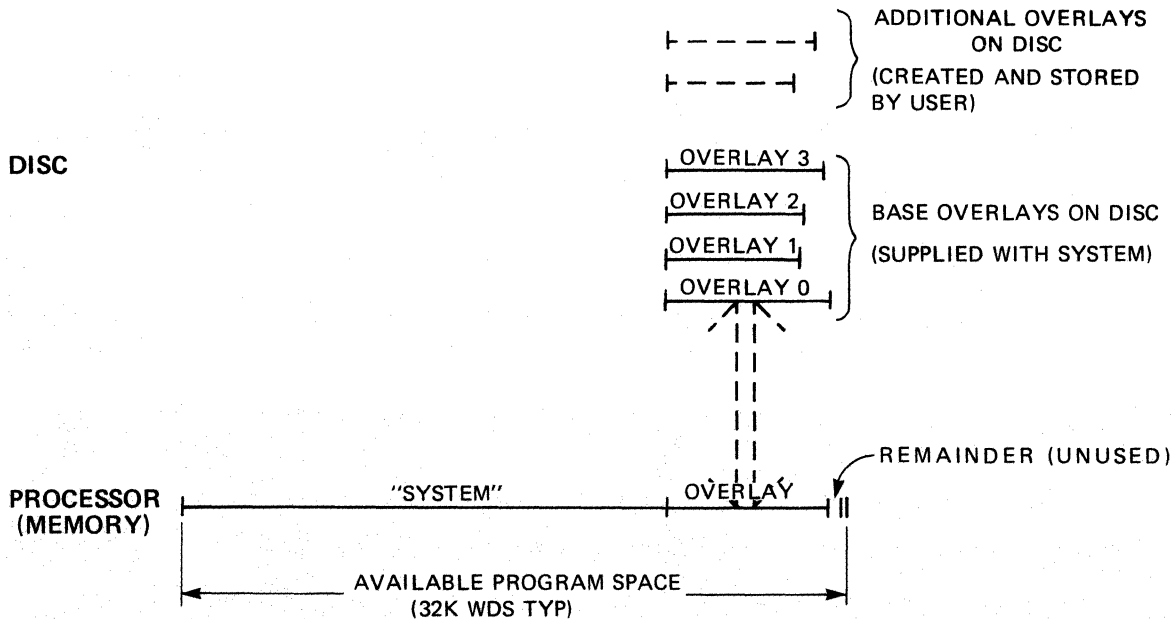 ADDITIONAL OVERLAYS
ON DISC
(CREATED AND STORED
BY USER)
DISC
OVERLAY 3
OVERLAY 2
OVERLAY 1
OVERLAY 0
BASE OVERLAYS ON DISC
(SUPPLIED WITH SYSTEM)
REMAINDER (UNUSED)
PROCESSOR
(MEMORY)
"SYSTEM"
OVERLAY
AVAILABLE PROGRAM SPACE
(32K WDS TYP)